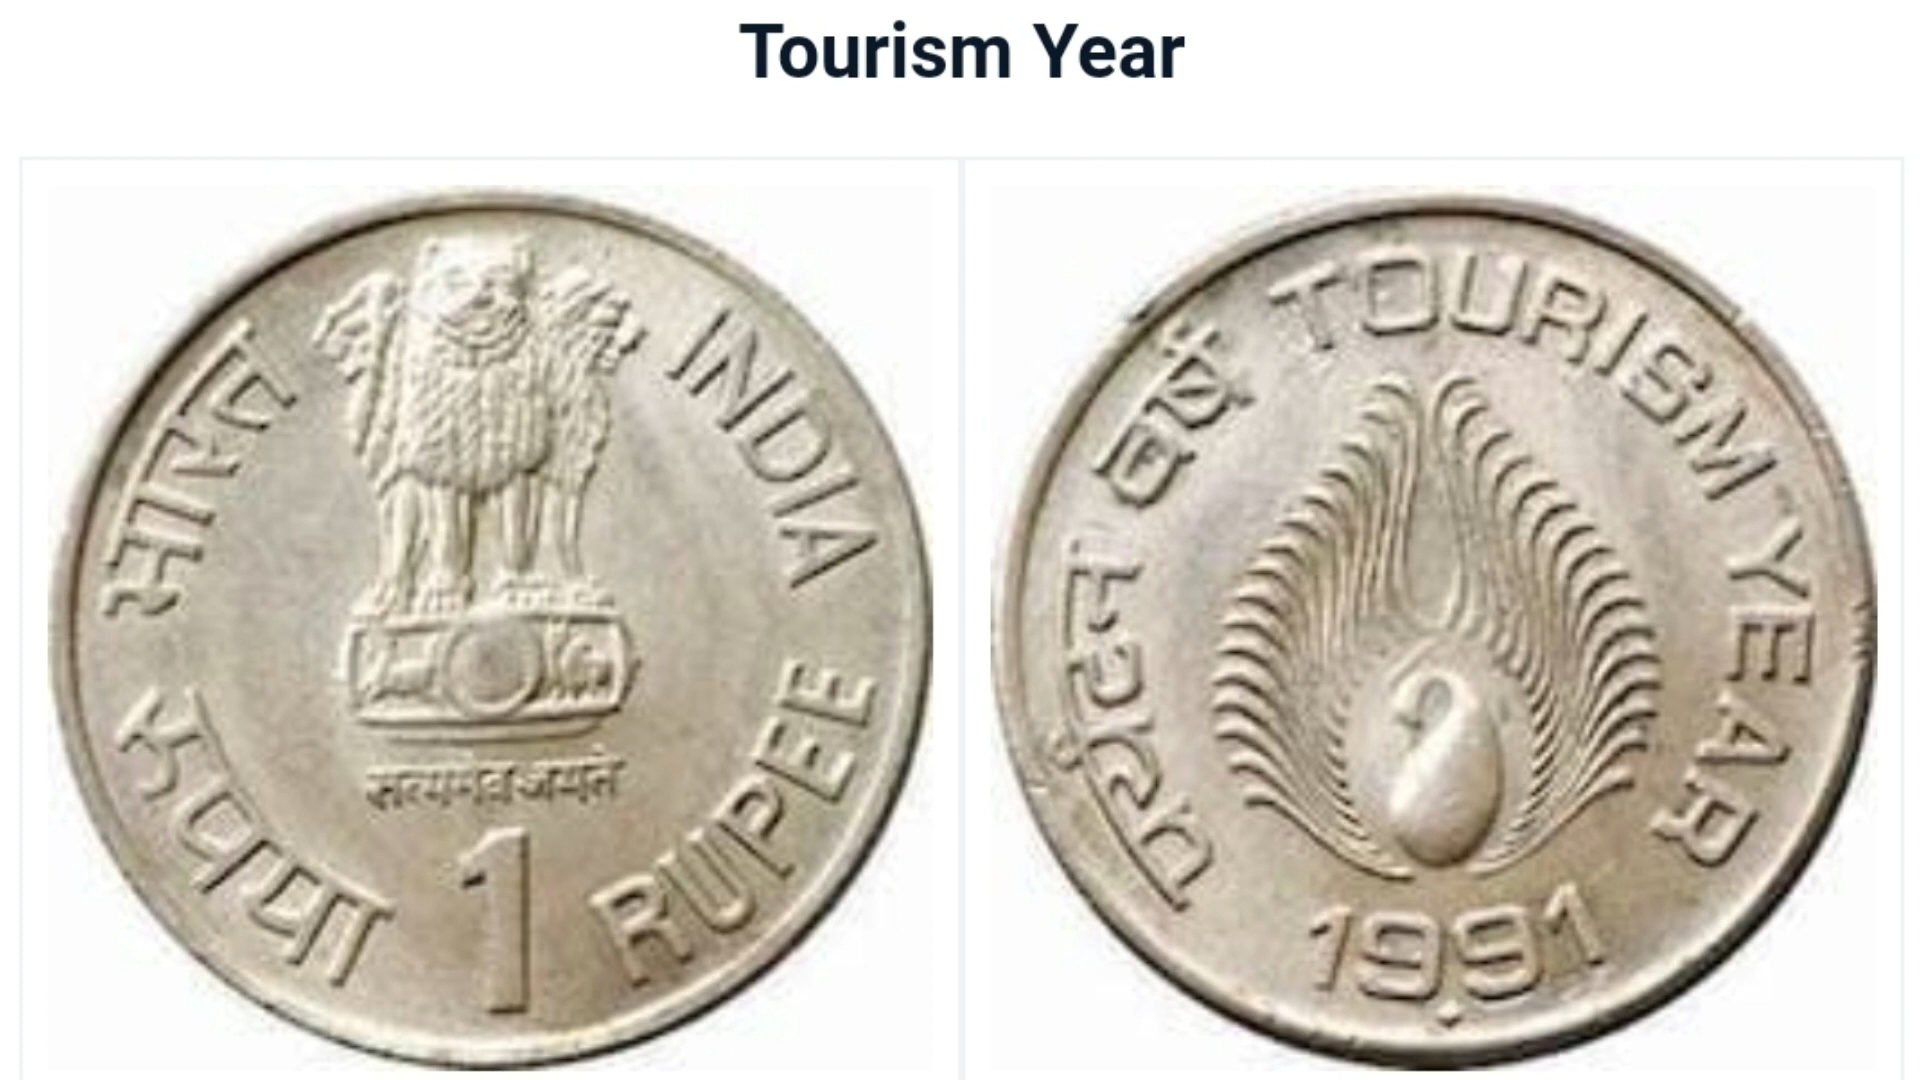 Tourism Year
भारत INDIA
रुपया 1 RUPEE
सत्यमेव जयते
पर्यटन वर्ष TOURISM YEAR
1991